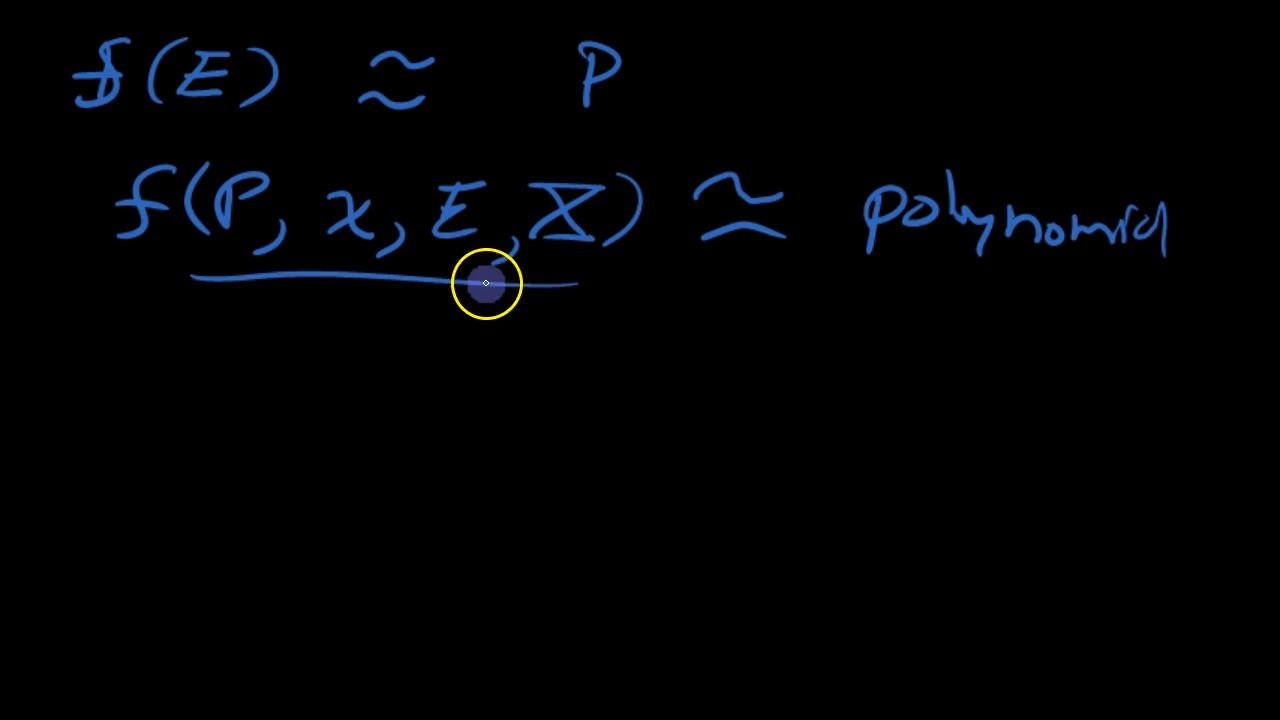 f(E) ≈ P
f(P, x, E, X) ≅ polynomial